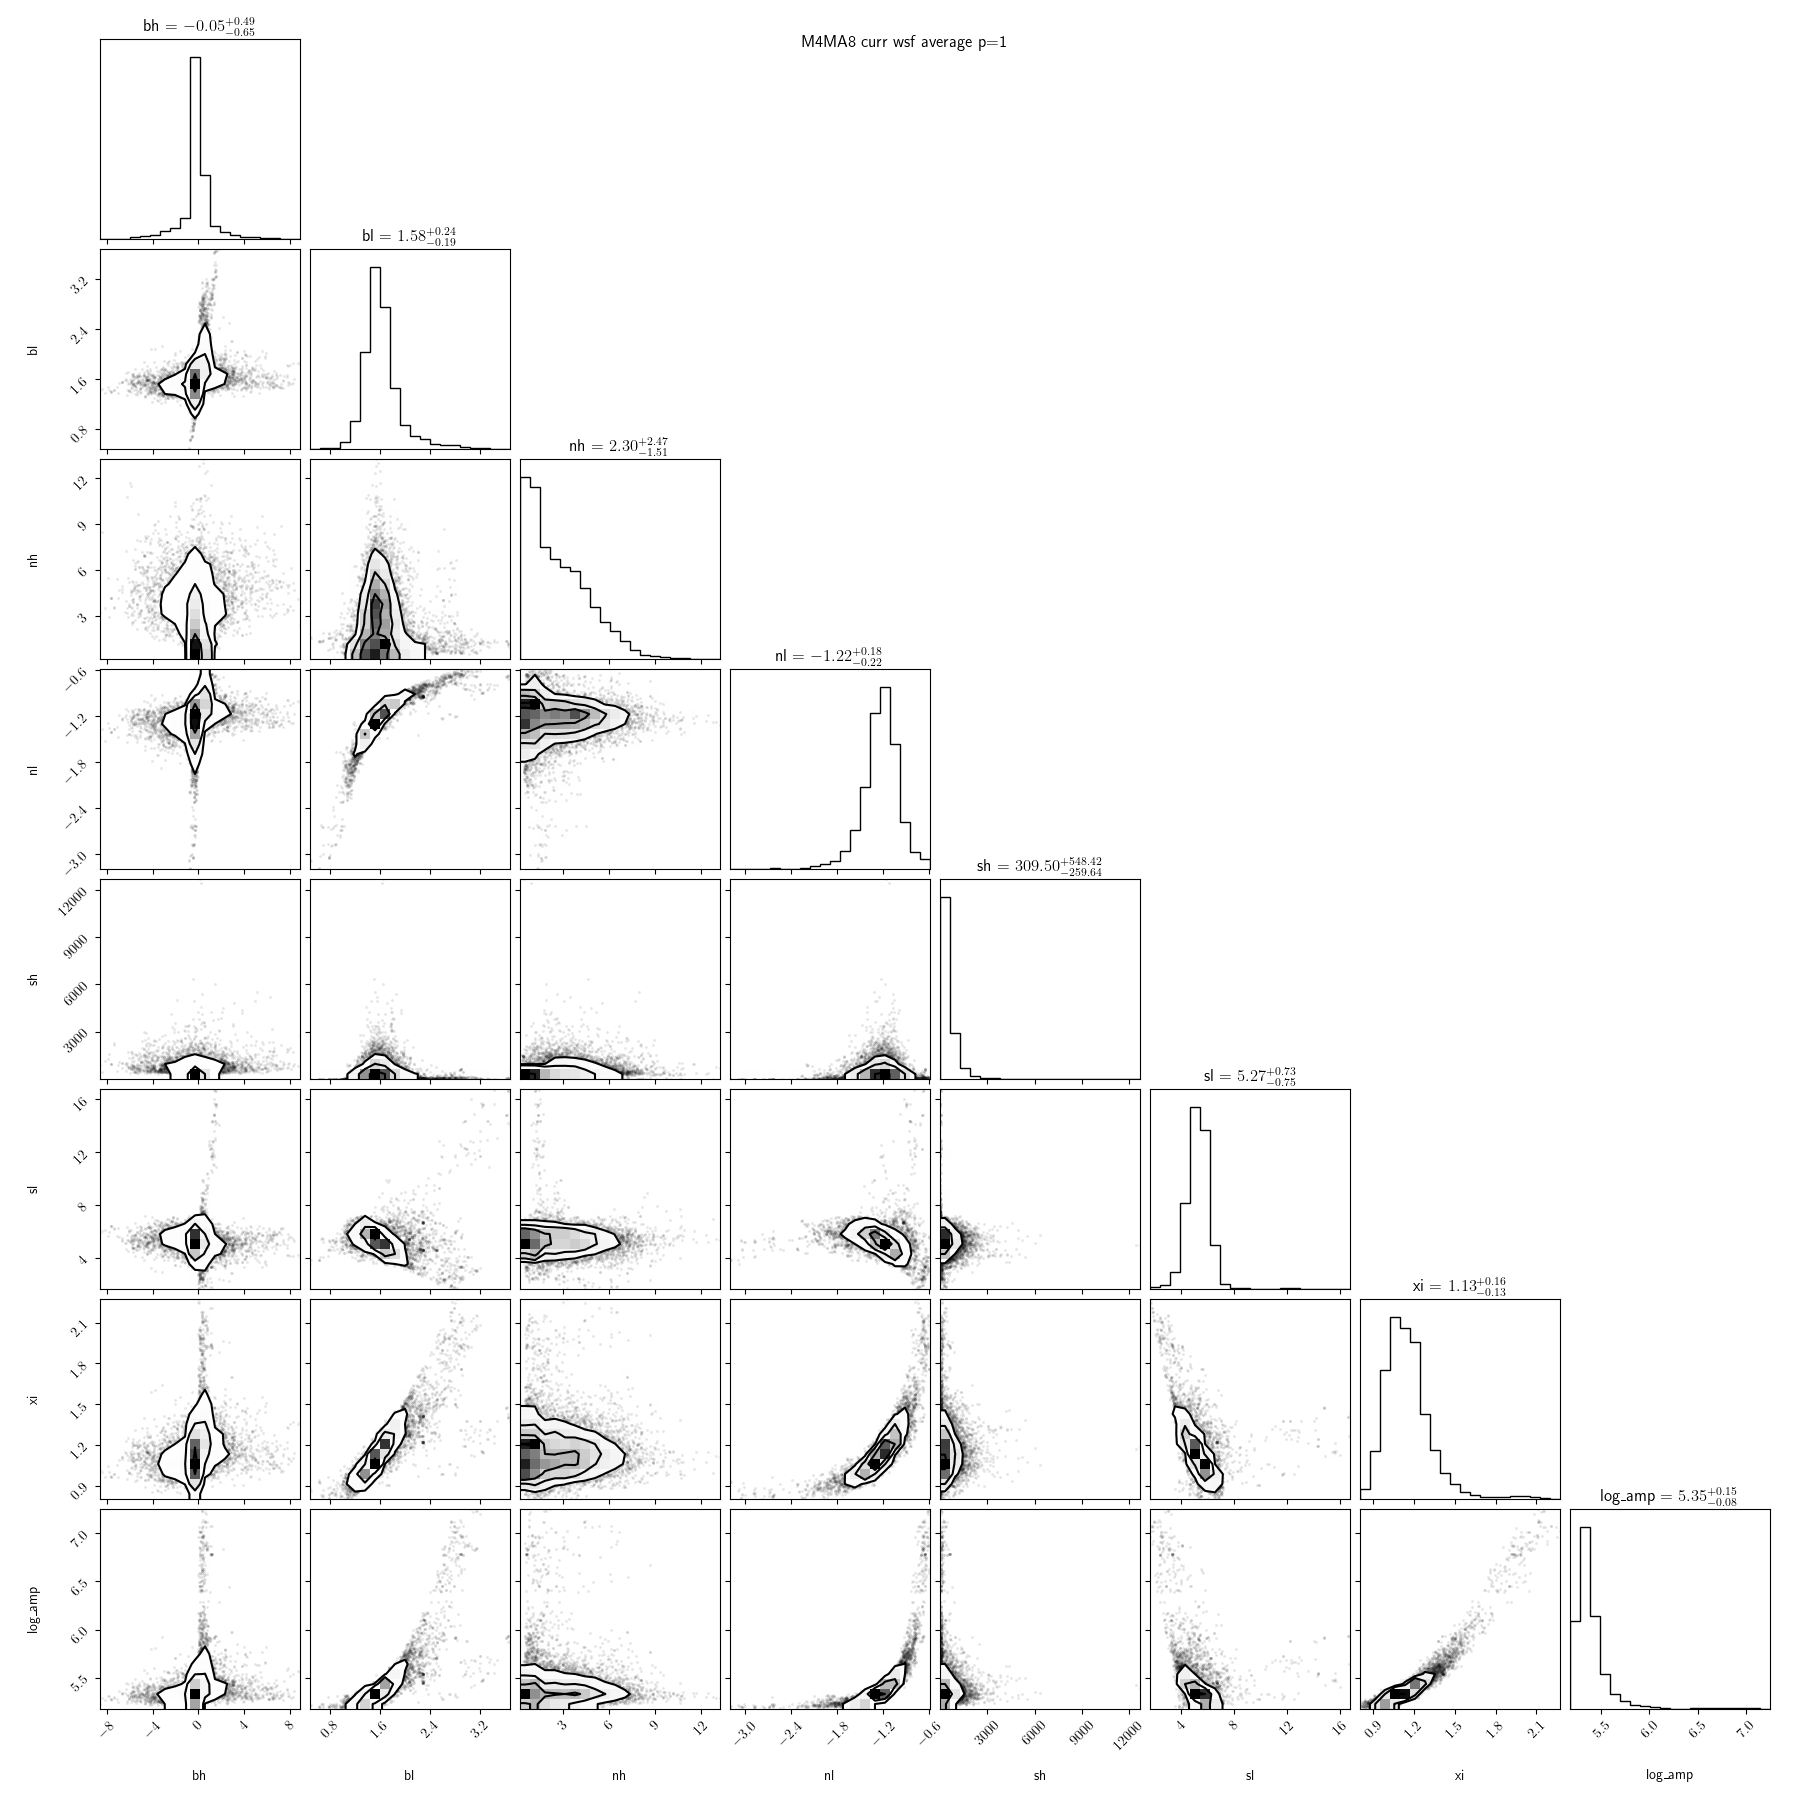 M4MA8 curr wsf average p=1
bh = −0.05+0.49−0.65
bl = 1.58+0.24−0.19
3.2
2.4
1.6
0.8
bl
nh = 2.30+2.47−1.51
12
9
6
3
nh
nl = −1.22+0.18−0.22
−0.6
−1.2
−1.8
−2.4
−3.0
nl
sh = 309.50+548.42−259.64
12000
9000
6000
3000
sh
sl = 5.27+0.73−0.75
16
12
8
4
sl
xi = 1.13+0.16−0.13
2.1
1.8
1.5
1.2
0.9
xi
log_amp = 5.35+0.15−0.08
7.0
6.5
6.0
5.5
log_amp
−8 −4 0 4 8 0.8 1.6 2.4 3.2 3 6 9 12 −3.0 −2.4 −1.8 −1.2 −0.6 3000 6000 9000 12000 4 8 12 16 0.9 1.2 1.5 1.8 2.1 5.5 6.0 6.5 7.0
bh bl nh nl sh sl xi log_amp